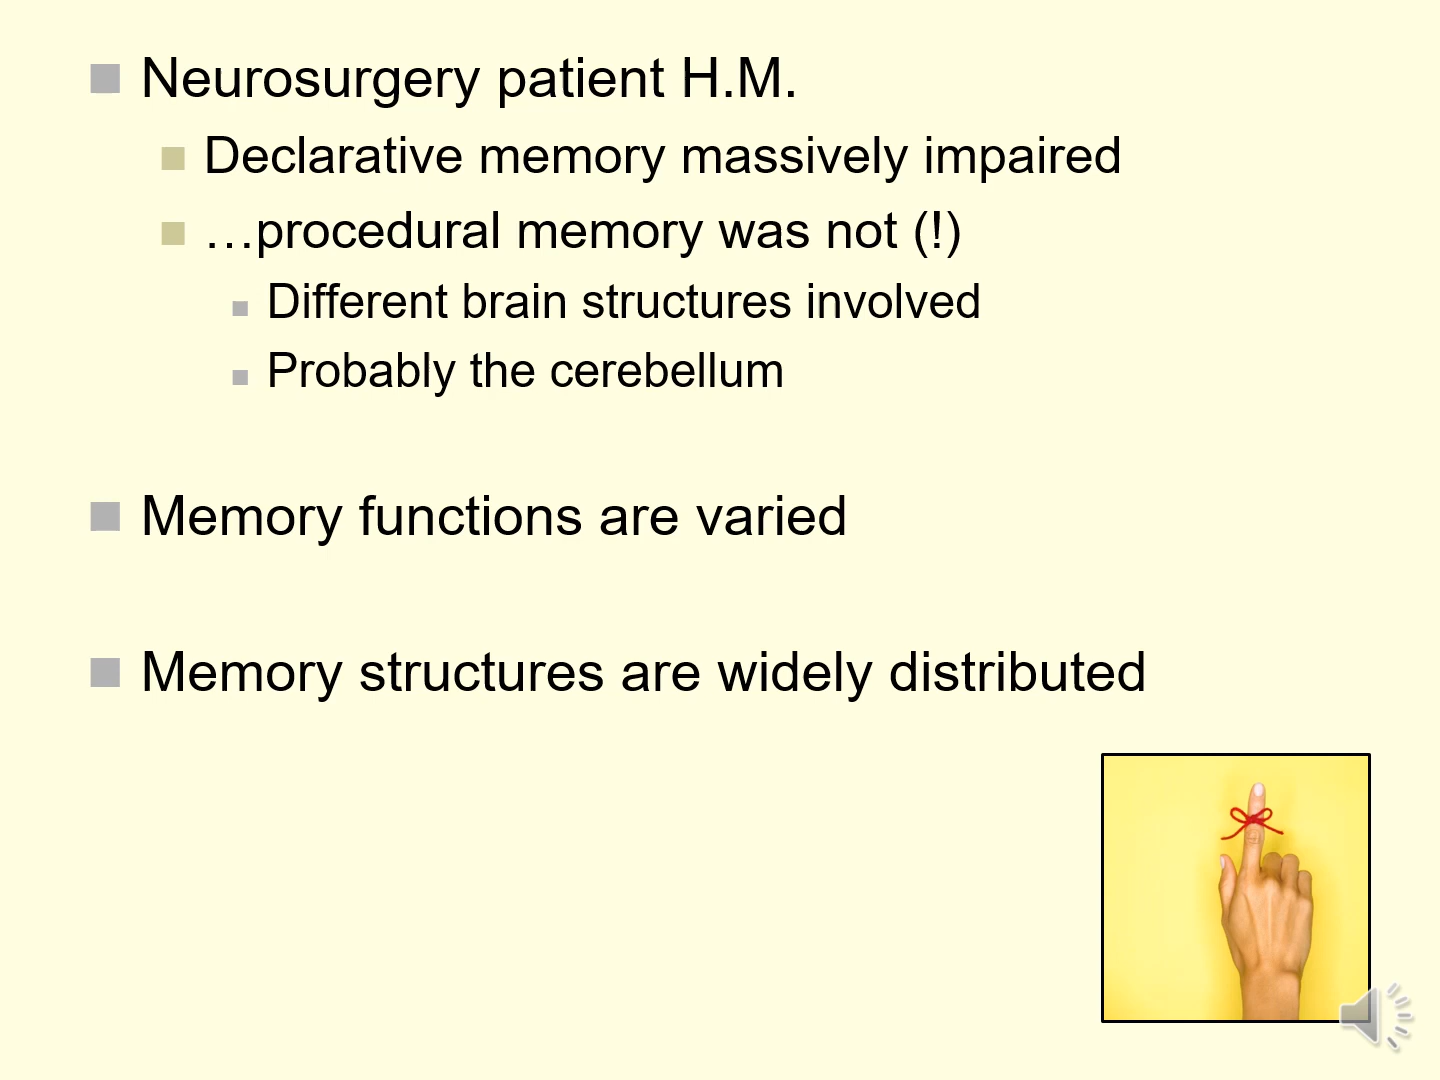 Neurosurgery patient H.M.
Declarative memory massively impaired
…procedural memory was not (!)
Different brain structures involved
Probably the cerebellum
Memory functions are varied
Memory structures are widely distributed